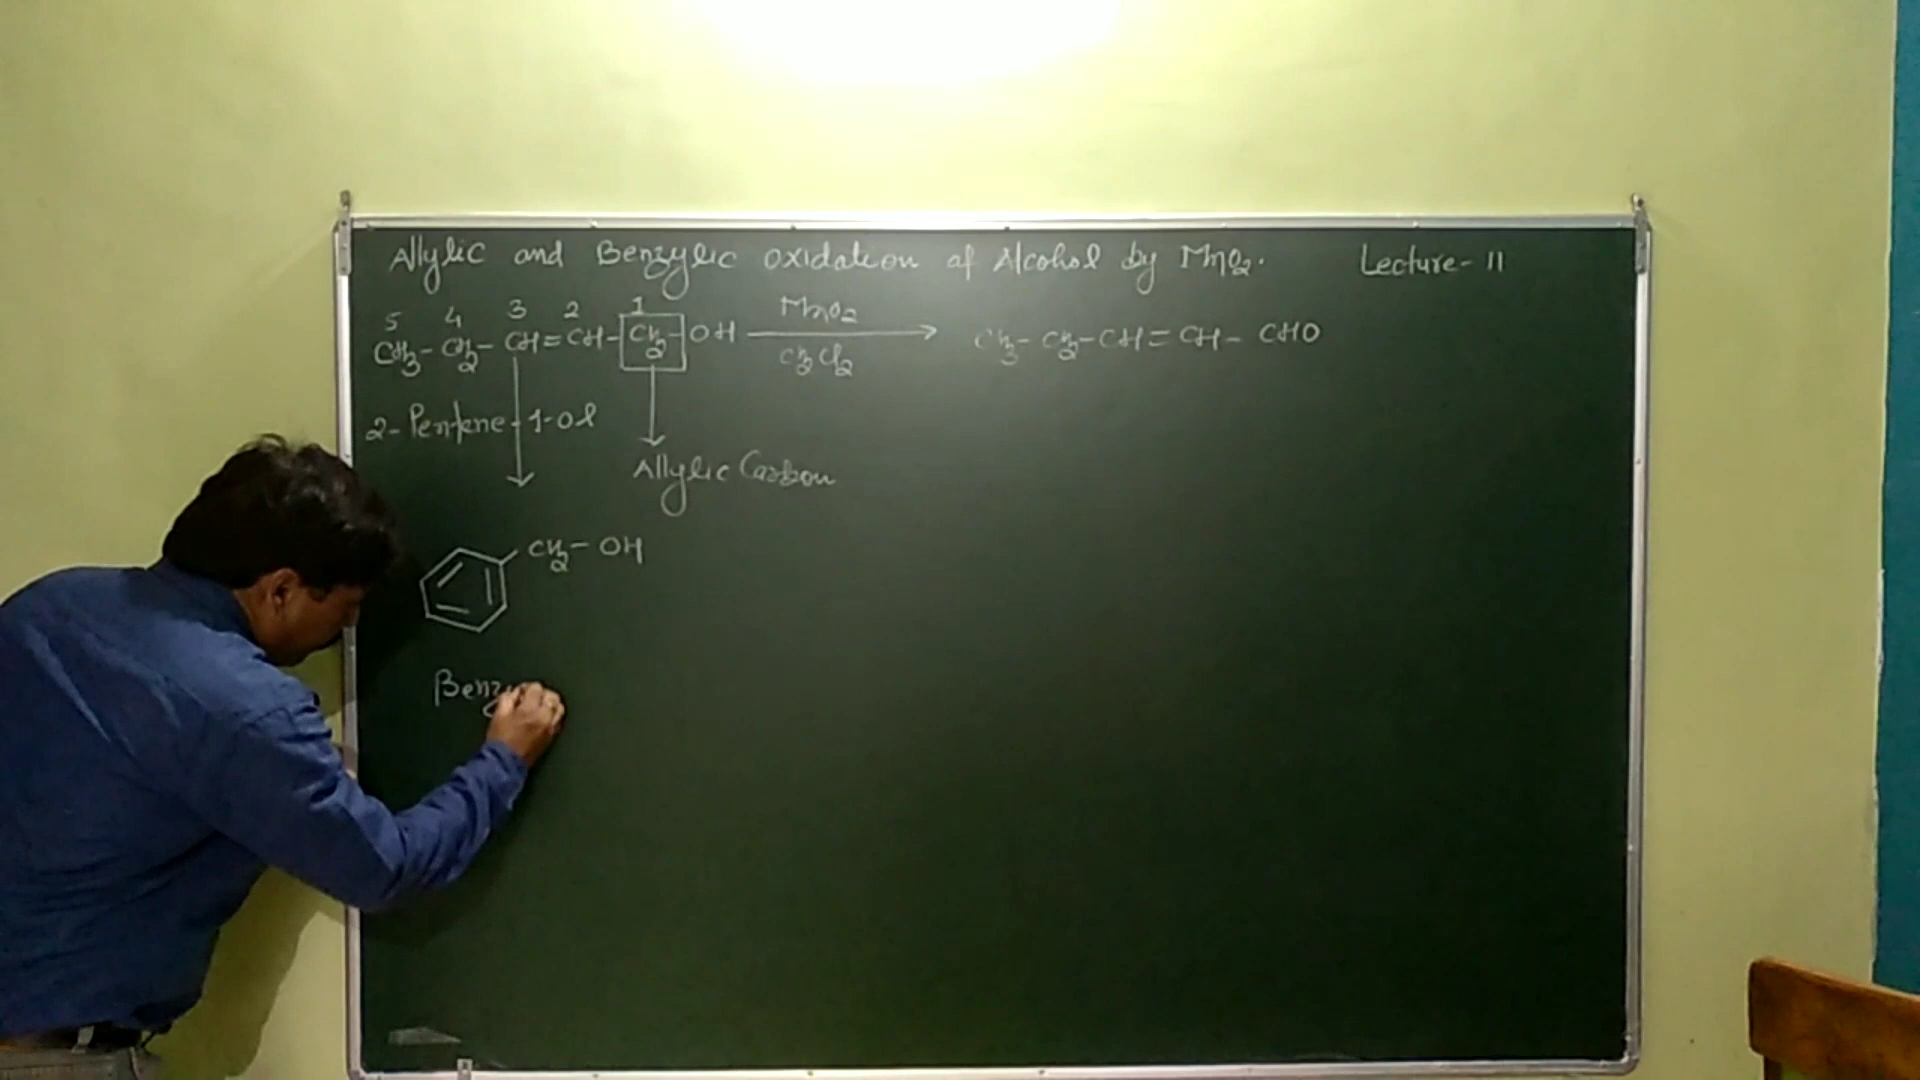 Allylic and Benzylic oxidation of Alcohol by MnO2. Lecture-11
5 4 3 2 1 MnO2
CH3-CH2-CH=CH-CH2-OH CH3-CH2-CH=CH-CHO
CH2Cl2
2-Pentene-1-ol
Allylic Carbon
CH2-OH
Benzy